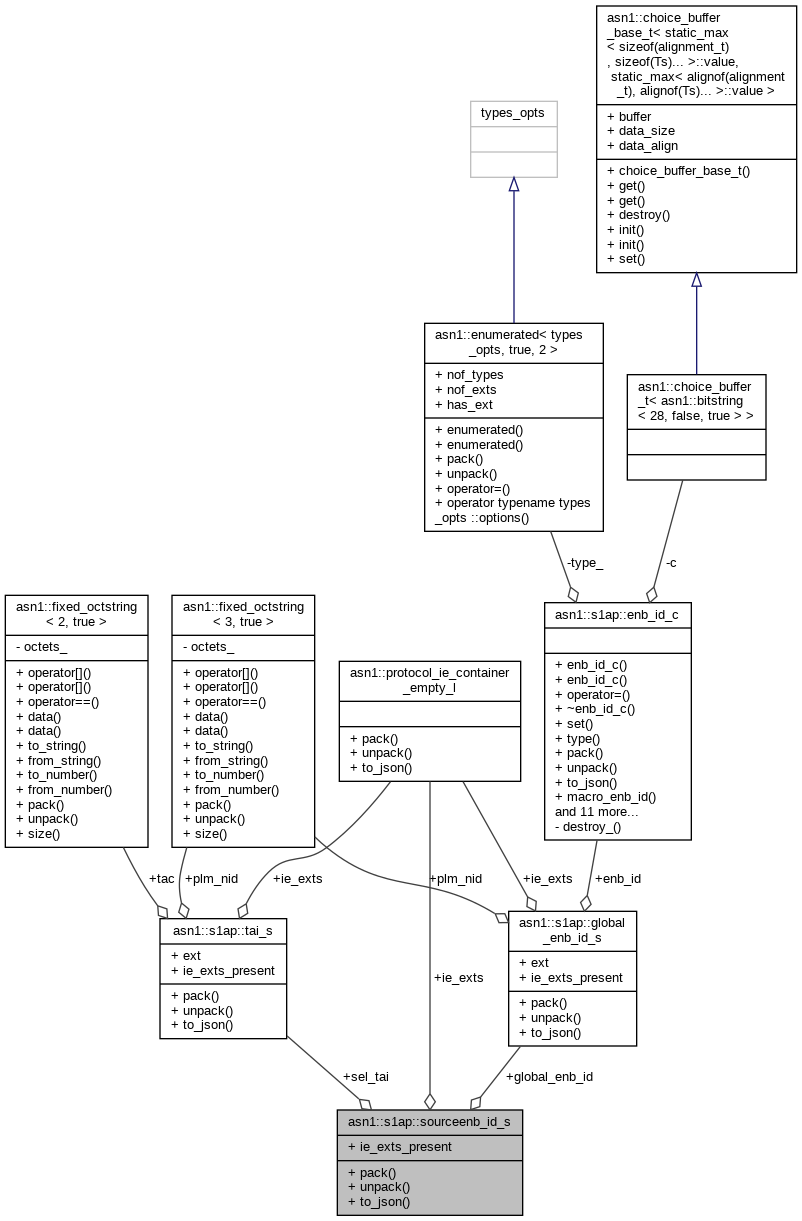 asn1::choice_buffer
_base_t< static_max
< sizeof(alignment_t)
, sizeof(Ts)... >::value,
static_max< alignof(alignment
_t), alignof(Ts)... >::value >
+ buffer
+ data_size
+ data_align
+ choice_buffer_base_t()
+ get()
+ get()
+ destroy()
+ init()
+ init()
+ set()
types_opts
asn1::enumerated< types
_opts, true, 2 >
+ nof_types
+ nof_exts
+ has_ext
+ enumerated()
+ enumerated()
+ pack()
+ unpack()
+ operator=()
+ operator typename types
_opts ::options()
asn1::choice_buffer
_t< asn1::bitstring
< 28, false, true > >
-type_
-c
asn1::fixed_octstring
< 2, true >
- octets_
+ operator[]()
+ operator[]()
+ operator==()
+ data()
+ data()
+ to_string()
+ from_string()
+ to_number()
+ from_number()
+ pack()
+ unpack()
+ size()
asn1::fixed_octstring
< 3, true >
- octets_
+ operator[]()
+ operator[]()
+ operator==()
+ data()
+ data()
+ to_string()
+ from_string()
+ to_number()
+ from_number()
+ pack()
+ unpack()
+ size()
asn1::protocol_ie_container
_empty_l
+ pack()
+ unpack()
+ to_json()
asn1::s1ap::enb_id_c
+ enb_id_c()
+ enb_id_c()
+ operator=()
+ ~enb_id_c()
+ set()
+ type()
+ pack()
+ unpack()
+ to_json()
+ macro_enb_id()
and 11 more...
- destroy_()
+tac
+plm_nid
+ie_exts
+plm_nid
+ie_exts
+enb_id
asn1::s1ap::tai_s
+ ext
+ ie_exts_present
+ pack()
+ unpack()
+ to_json()
+ie_exts
asn1::s1ap::global
_enb_id_s
+ ext
+ ie_exts_present
+ pack()
+ unpack()
+ to_json()
+sel_tai
+global_enb_id
asn1::s1ap::sourceenb_id_s
+ ie_exts_present
+ pack()
+ unpack()
+ to_json()